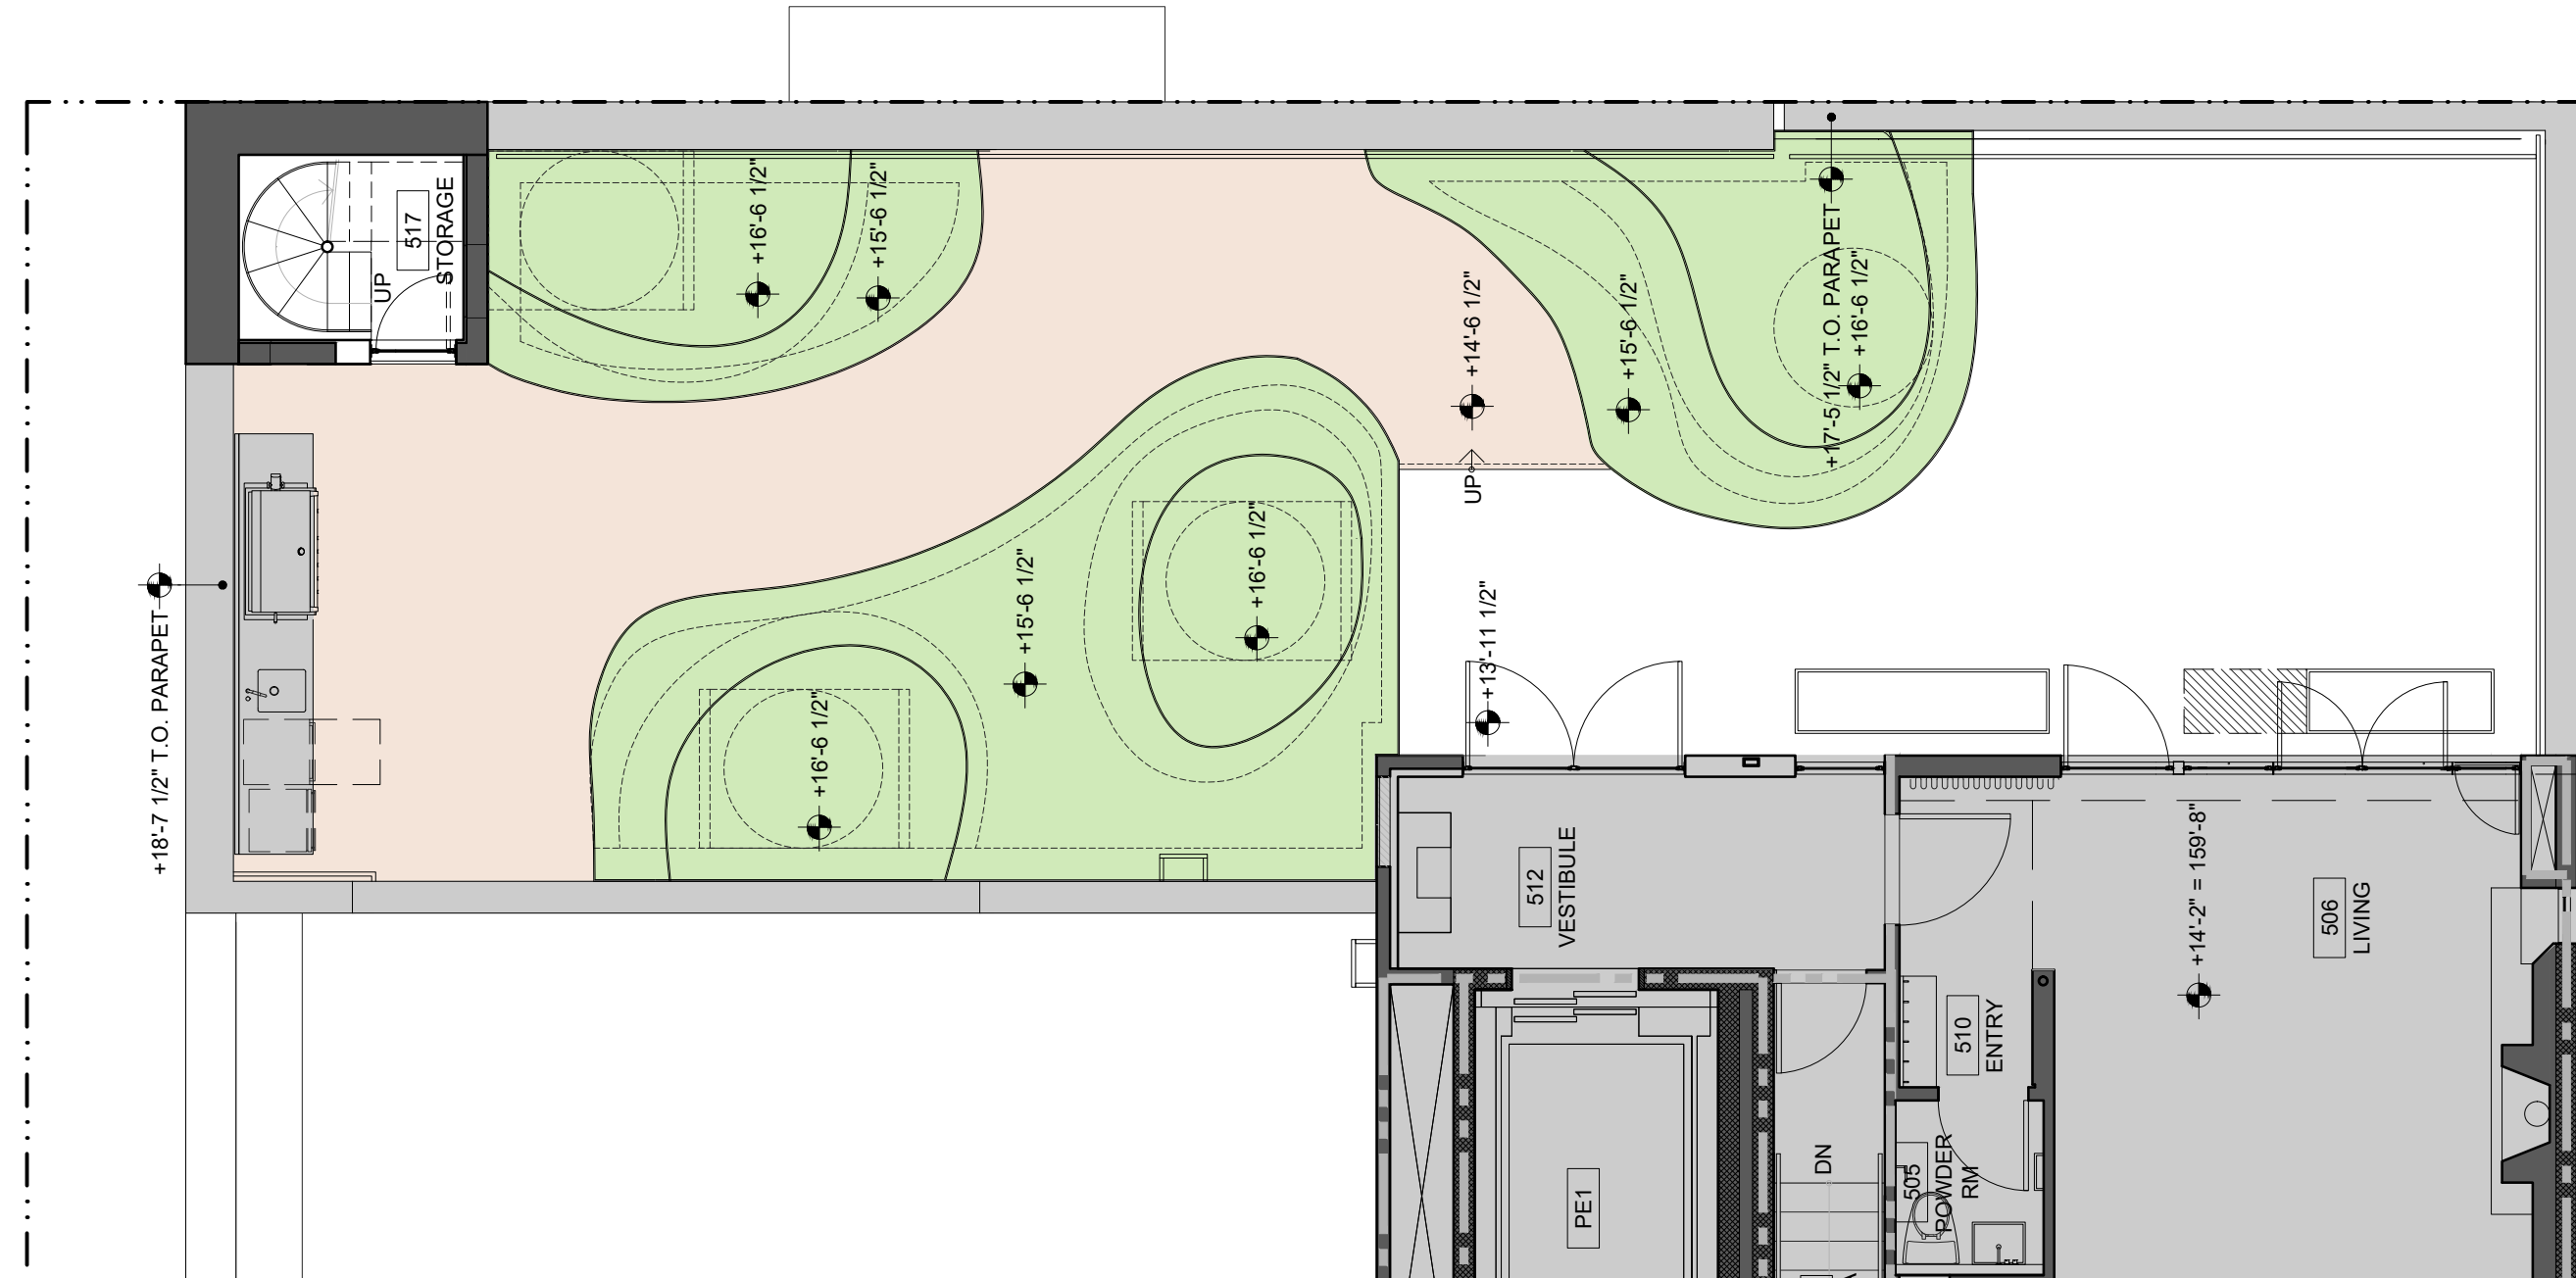 517
STORAGE
UP
+16'-6 1/2"
+15'-6 1/2"
+14'-6 1/2"
+15'-6 1/2"
+17'-5 1/2" T.O. PARAPET
+16'-6 1/2"
UP
+18'-7 1/2" T.O. PARAPET
+16'-6 1/2"
+15'-6 1/2"
+16'-6 1/2"
+13'-11 1/2"
512
VESTIBULE
+14'-2" = 159'-8"
506
LIVING
510
ENTRY
PE1
DN
505
POWDER
RM